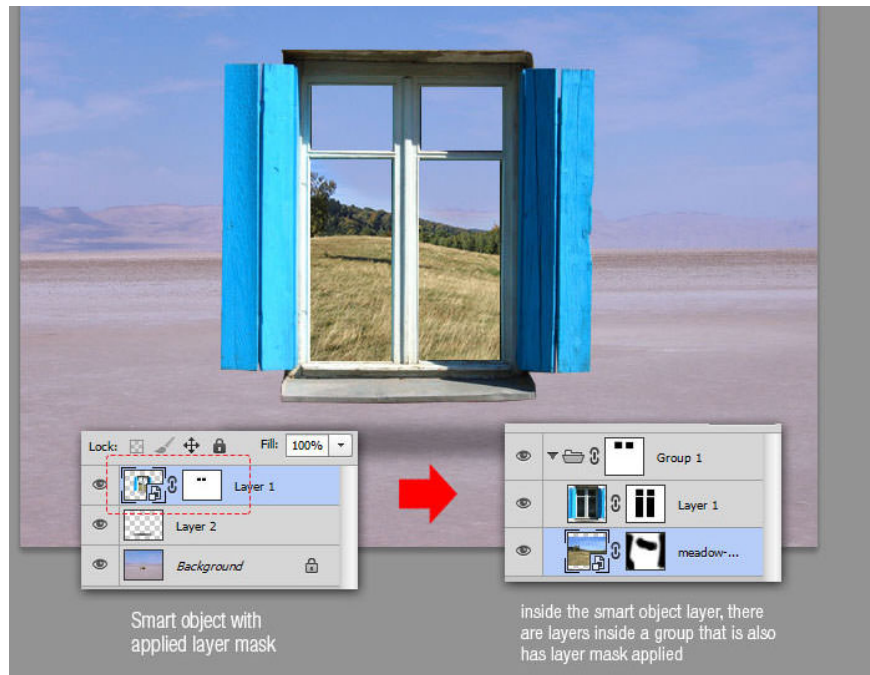 Lock: Fill: 100%
Layer 1
Layer 2
Background
Group 1
Layer 1
meadow-...
Smart object with
applied layer mask
inside the smart object layer, there
are layers inside a group that is also
has layer mask applied